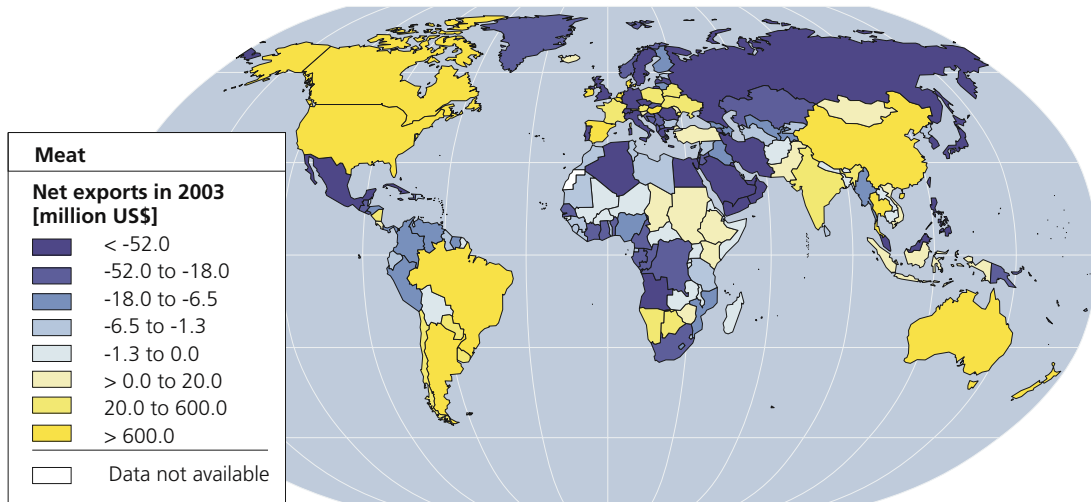 Meat
Net exports in 2003
[million US$]
< -52.0
-52.0 to -18.0
-18.0 to -6.5
-6.5 to -1.3
-1.3 to 0.0
> 0.0 to 20.0
20.0 to 600.0
> 600.0
Data not available